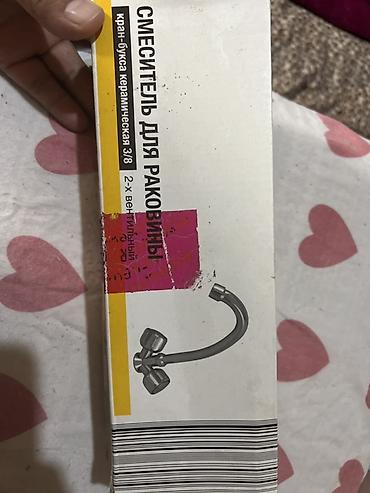 СМЕСИТЕЛЬ ДЛЯ РАКОВИНЫ
кран-букса керамическая 3/8
2-х вентильный